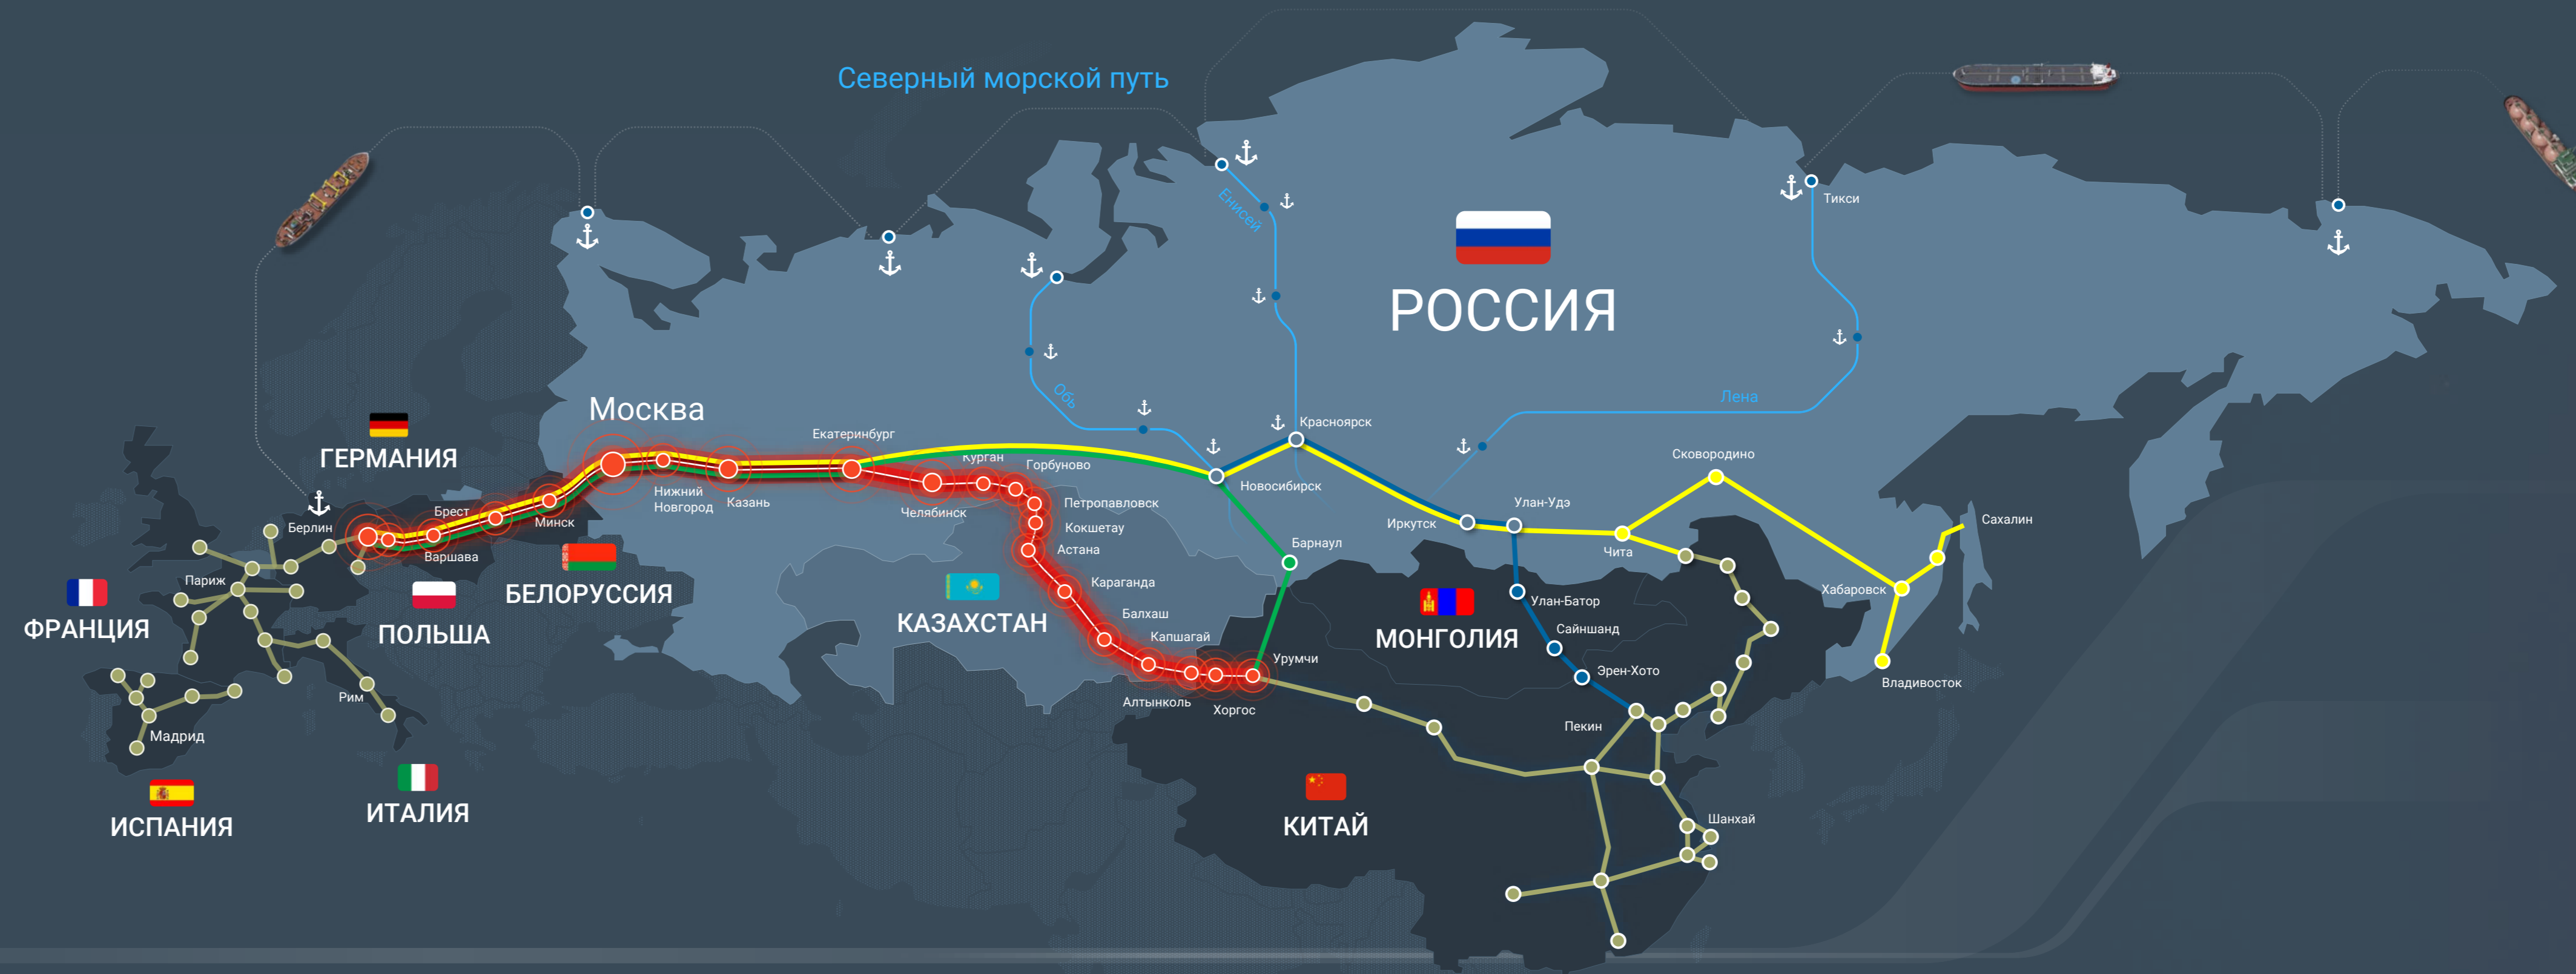 Северный морской путь
Енисей
Тикси
РОССИЯ
Обь
Лена
Москва
Красноярск
Екатеринбург
ГЕРМАНИЯ
Сковородино
Курган
Горбуново
Новосибирск
Нижний
Новгород
Казань
Челябинск
Петропавловск
Улан-Удэ
Брест
Минск
Берлин
Кокшетау
Иркутск
Сахалин
Варшава
Астана
Барнаул
Чита
Париж
Караганда
БЕЛОРУССИЯ
Хабаровск
Улан-Батор
ФРАНЦИЯ
ПОЛЬША
КАЗАХСТАН
Балхаш
Капшагай
МОНГОЛИЯ
Сайншанд
Урумчи
Эрен-Хото
Владивосток
Рим
Алтынколь
Хоргос
Пекин
Мадрид
ИСПАНИЯ
ИТАЛИЯ
КИТАЙ
Шанхай